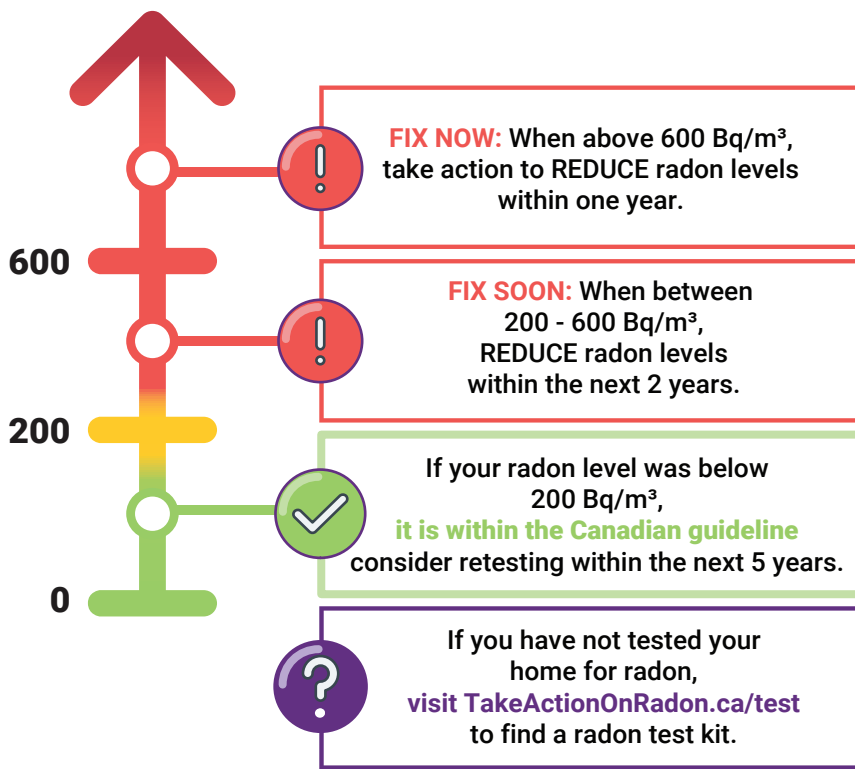 FIX NOW: When above 600 Bq/m³,
take action to REDUCE radon levels
within one year.
600
FIX SOON: When between
200 - 600 Bq/m³,
REDUCE radon levels
within the next 2 years.
200
If your radon level was below
200 Bq/m³,
it is within the Canadian guideline
consider retesting within the next 5 years.
0
If you have not tested your
home for radon,
visit TakeActionOnRadon.ca/test
to find a radon test kit.